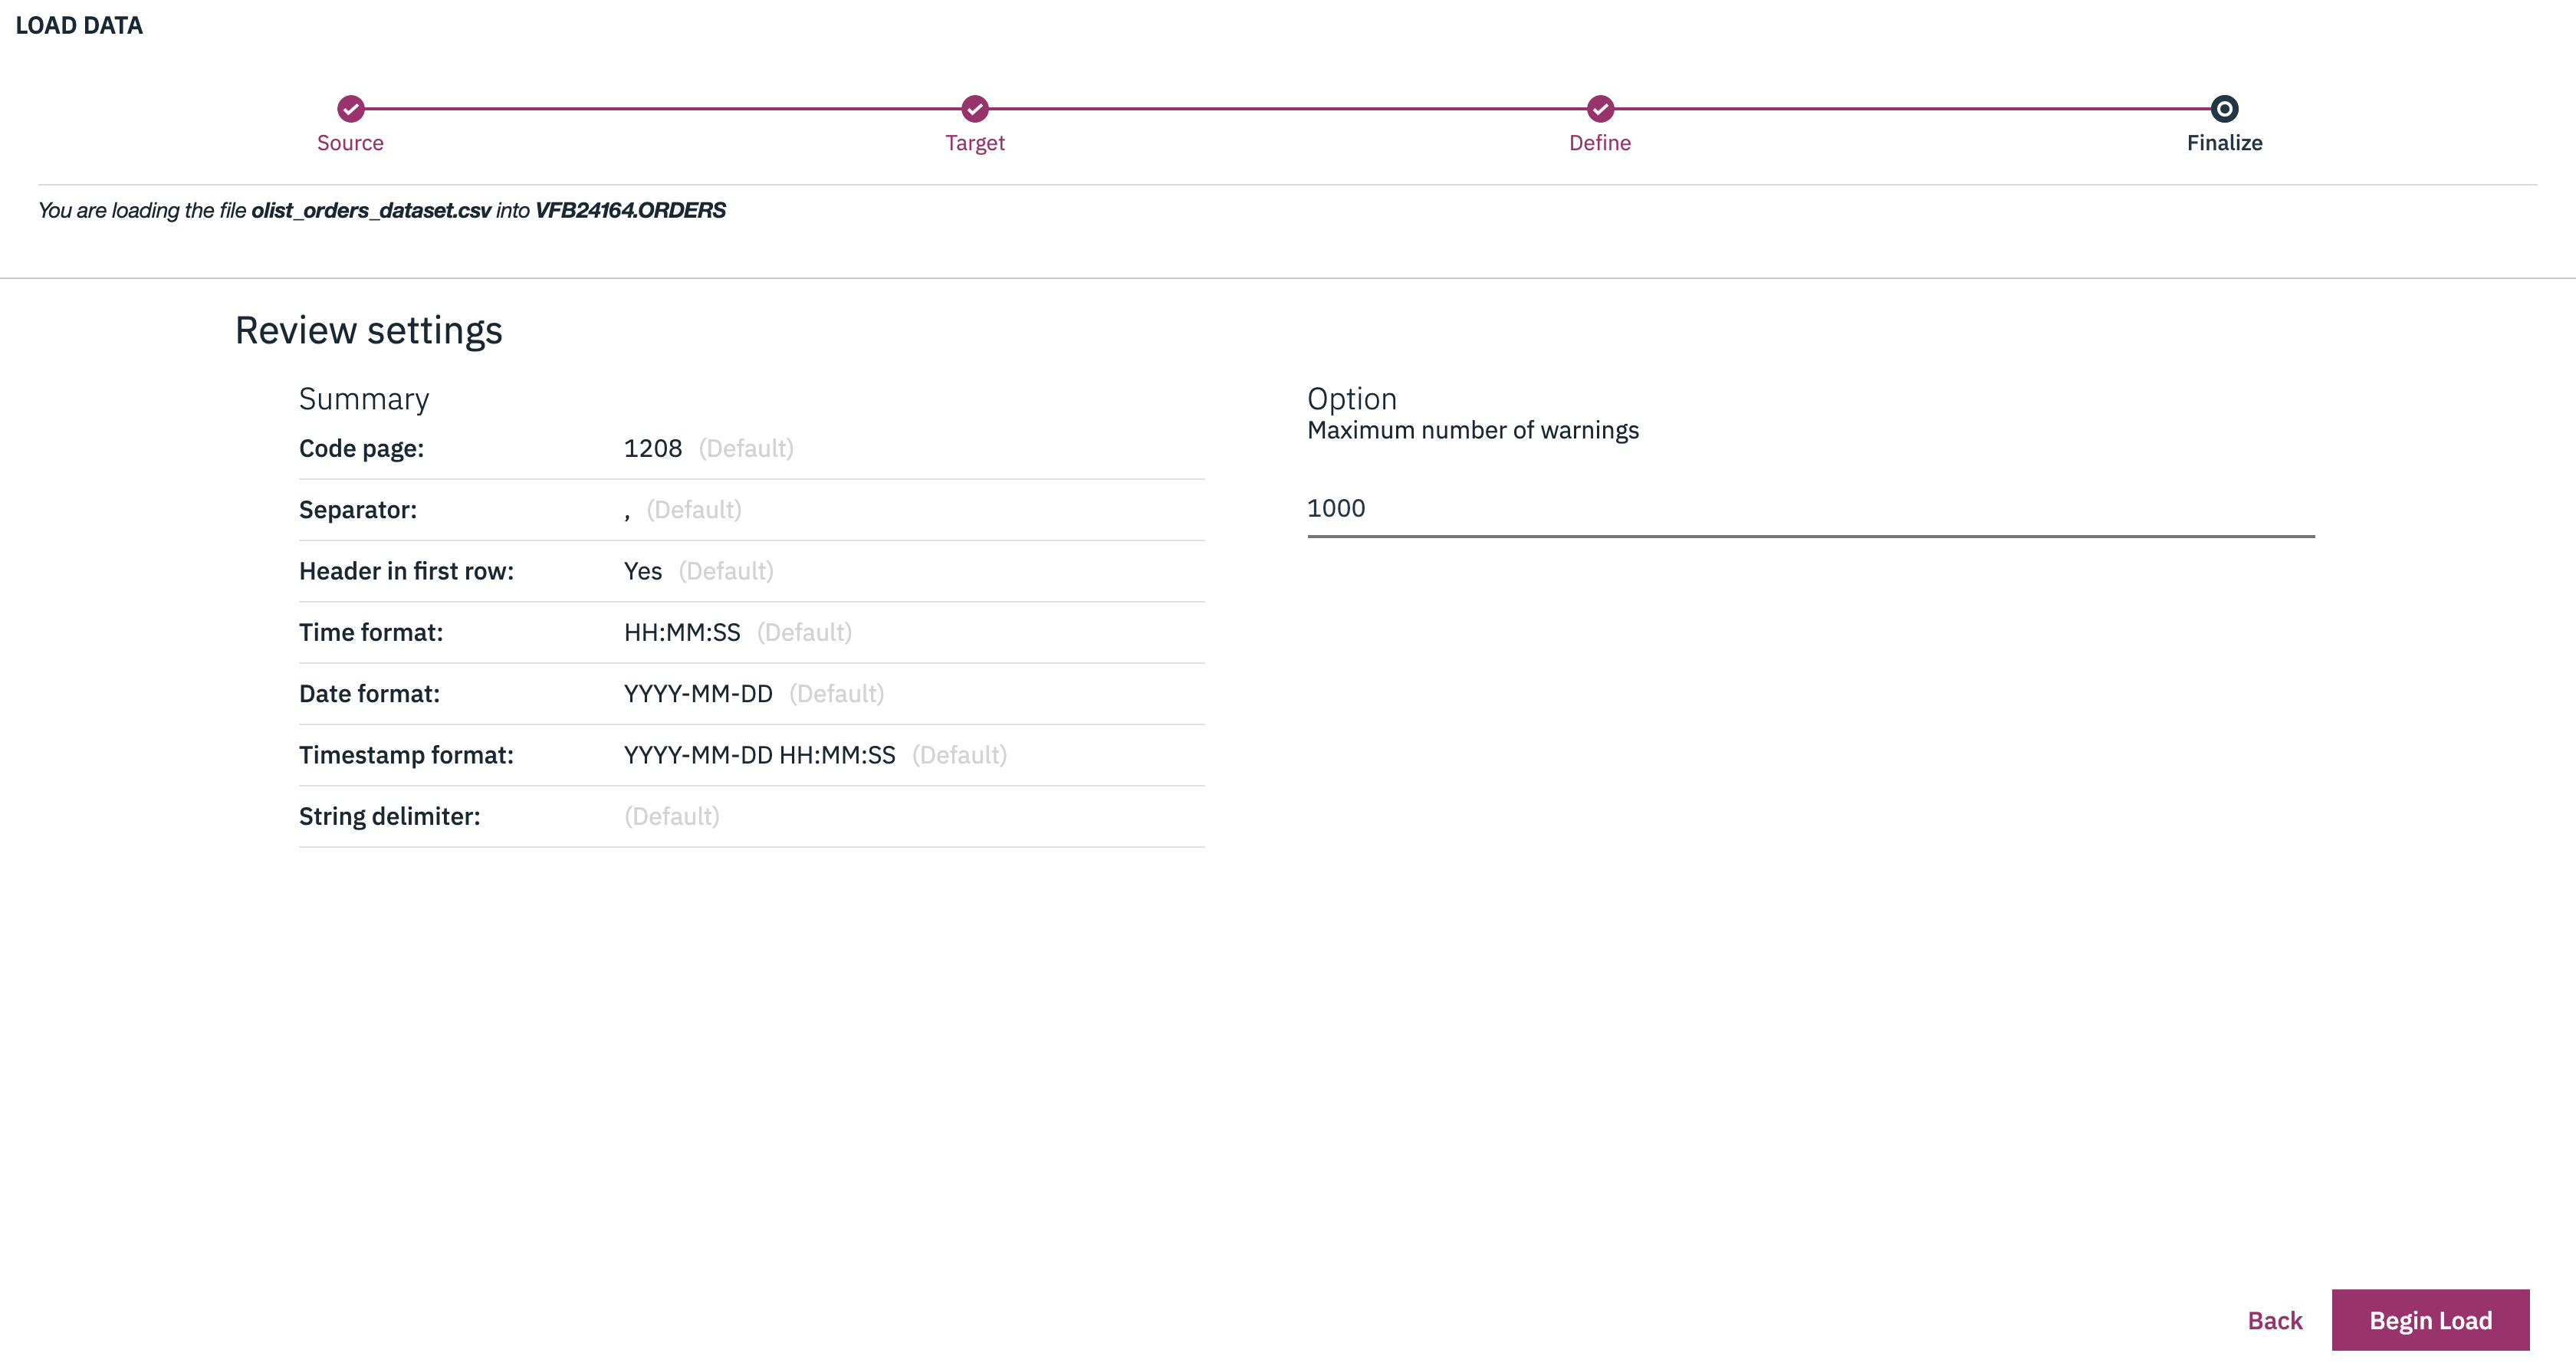 LOAD DATA
Source
Target
Define
Finalize
You are loading the file olist_orders_dataset.csv into VFB24164.ORDERS
Review settings
Summary
Code page: 1208 (Default)
Separator: , (Default)
Header in first row: Yes (Default)
Time format: HH:MM:SS (Default)
Date format: YYYY-MM-DD (Default)
Timestamp format: YYYY-MM-DD HH:MM:SS (Default)
String delimiter: (Default)
Option
Maximum number of warnings
1000
Back
Begin Load